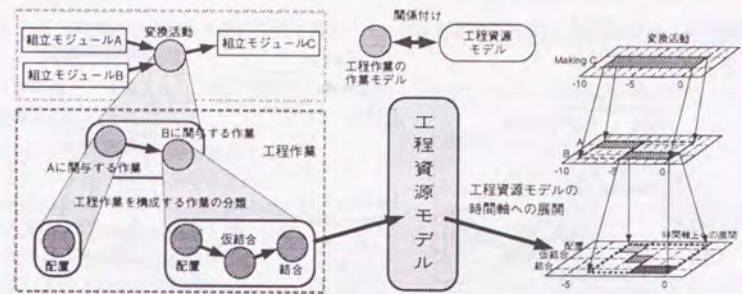 組立モジュールA
組立モジュールB
変換活動
組立モジュールC
Aに関与する作業
Bに関与する作業
工程作業
工程作業を構成する作業の分類
配置
配置
仮結合
結合
関係付け
工程作業の
作業モデル
工程資源
モデル
工程資源モデル
工程資源モデルの
時間軸への展開
変換活動
Making C
-10
-5
0
A
B
-10
-5
0
配置
仮結合
結合
時間軸上への展開
-5
0